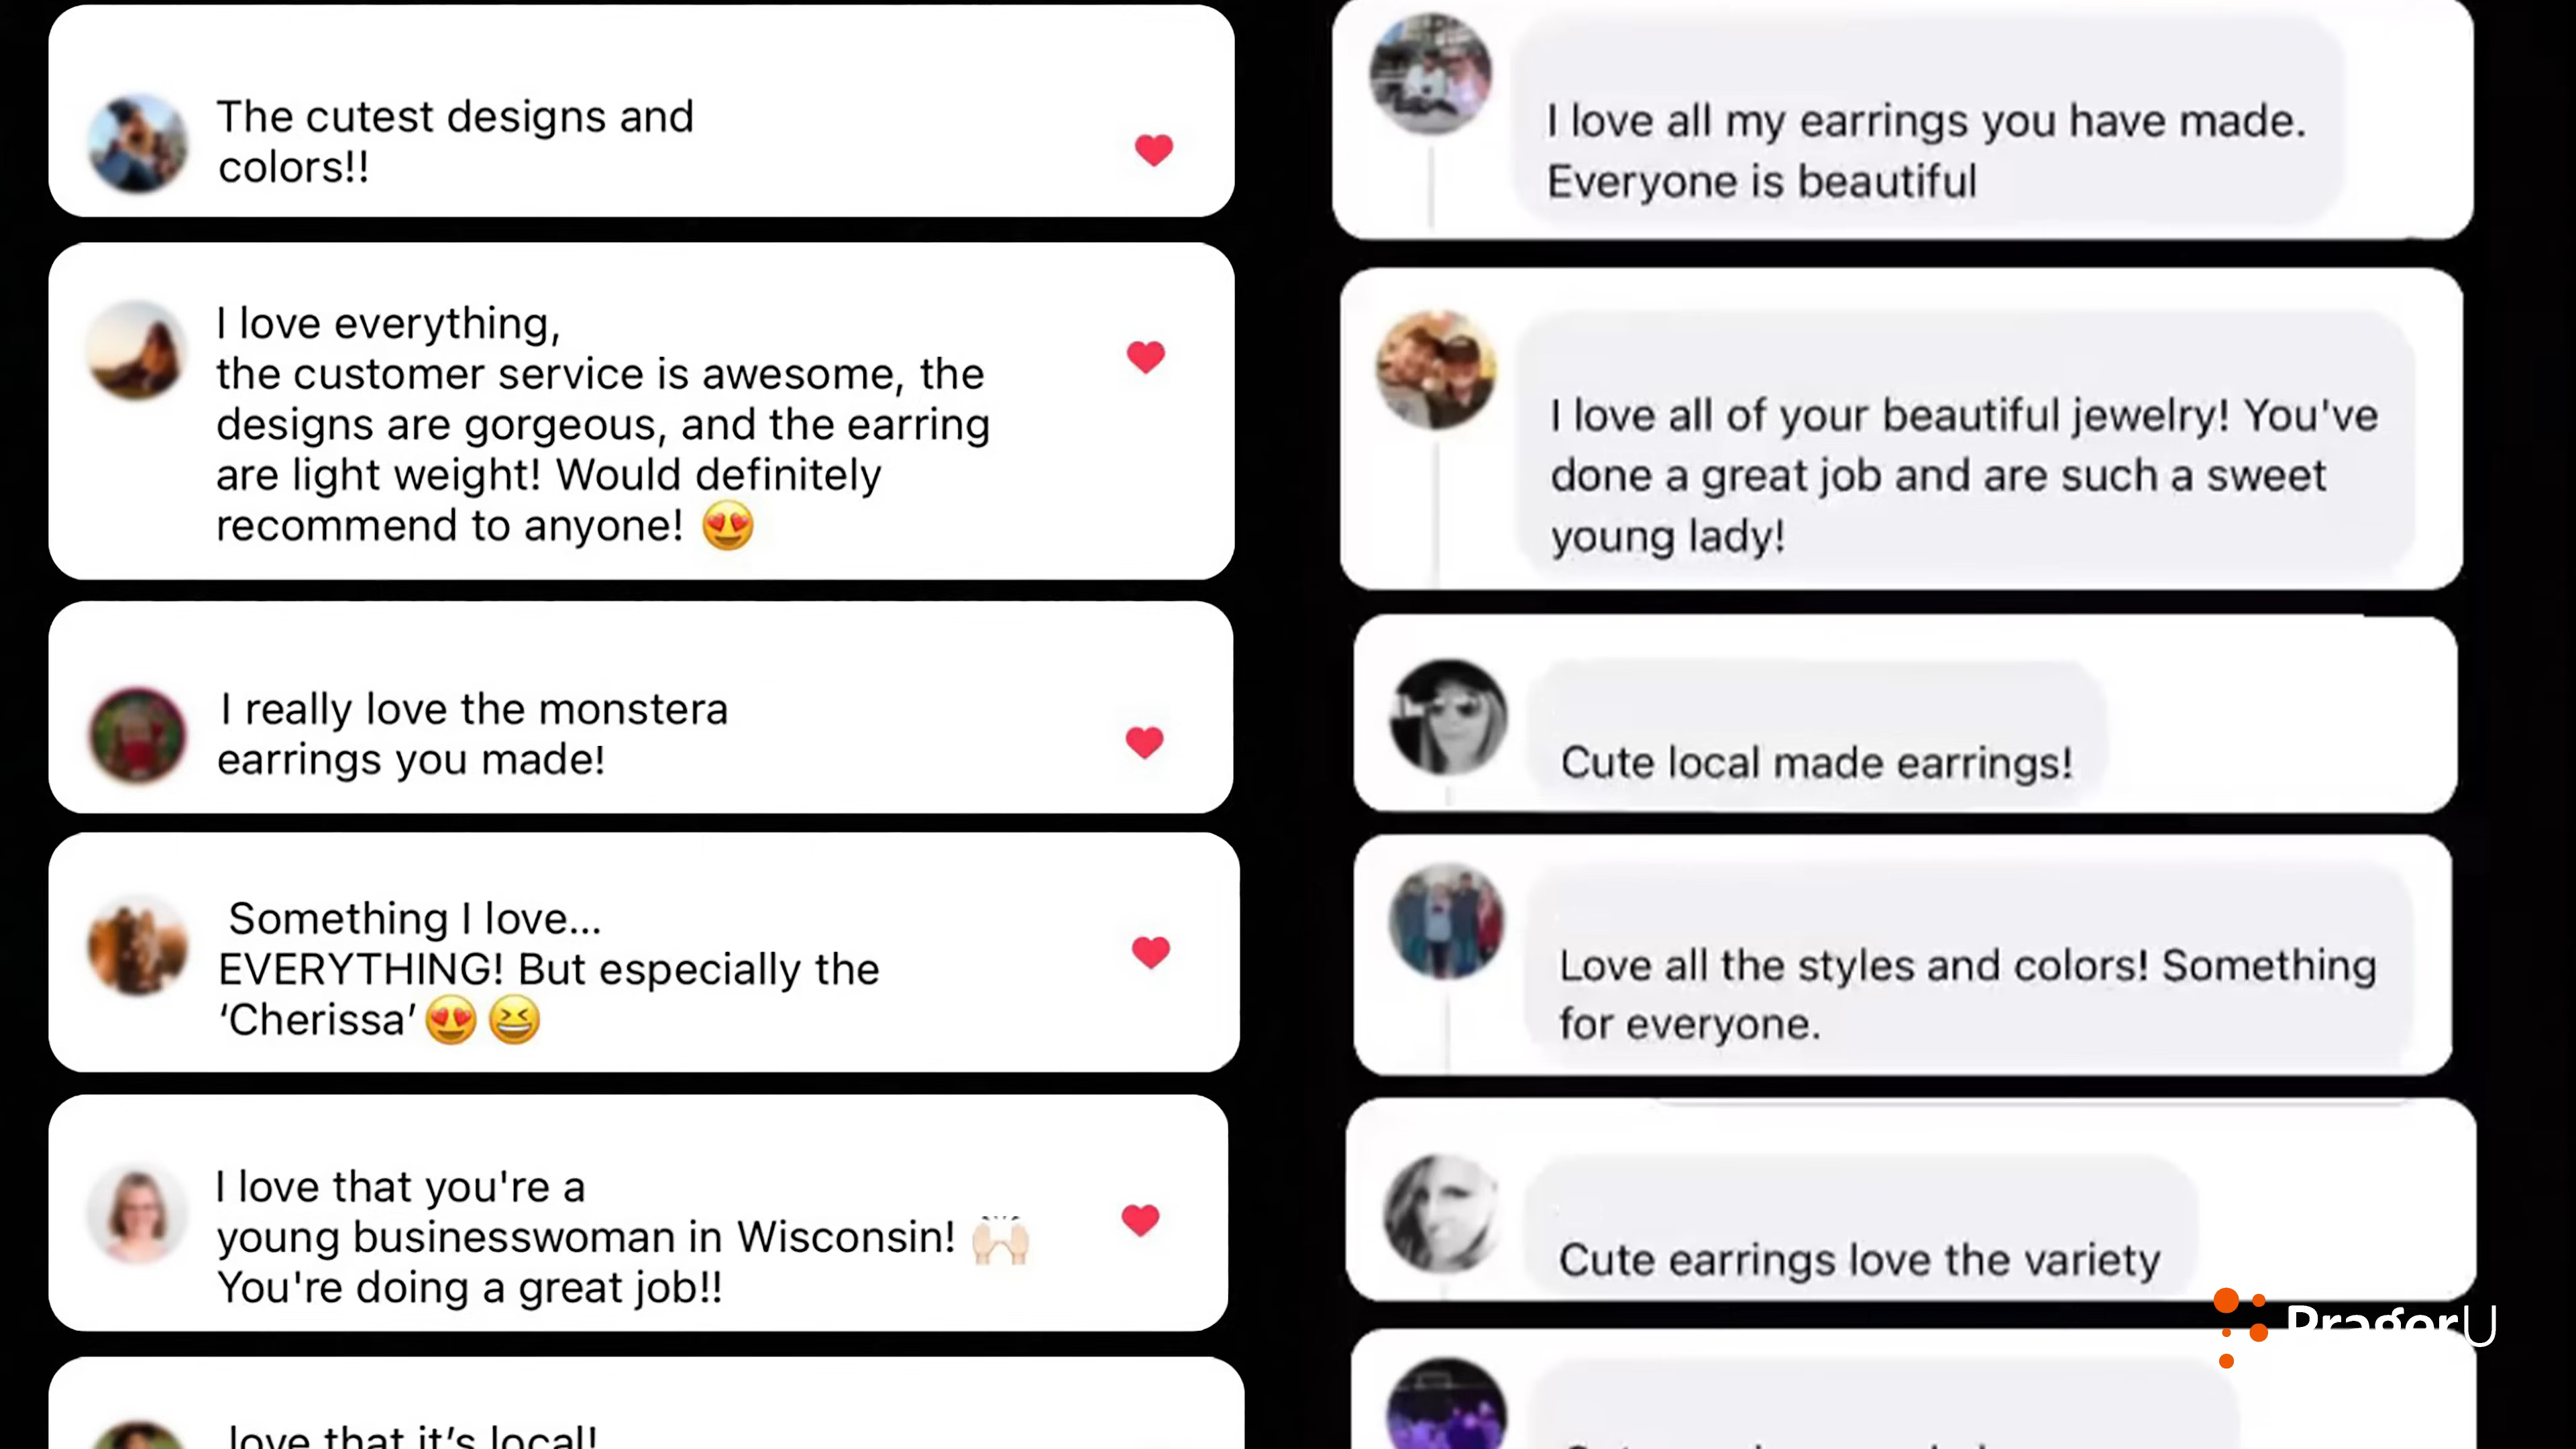 The cutest designs and
colors!!
I love everything,
the customer service is awesome, the
designs are gorgeous, and the earring
are light weight! Would definitely
recommend to anyone! 😍
I really love the monstera
earrings you made!
Something I love...
EVERYTHING! But especially the
‘Cherissa’ 😍 😆
I love that you're a
young businesswoman in Wisconsin! 🙌🏻
You're doing a great job!!
love that it’s local!
I love all my earrings you have made.
Everyone is beautiful
I love all of your beautiful jewelry! You've
done a great job and are such a sweet
young lady!
Cute local made earrings!
Love all the styles and colors! Something
for everyone.
Cute earrings love the variety
PragerU